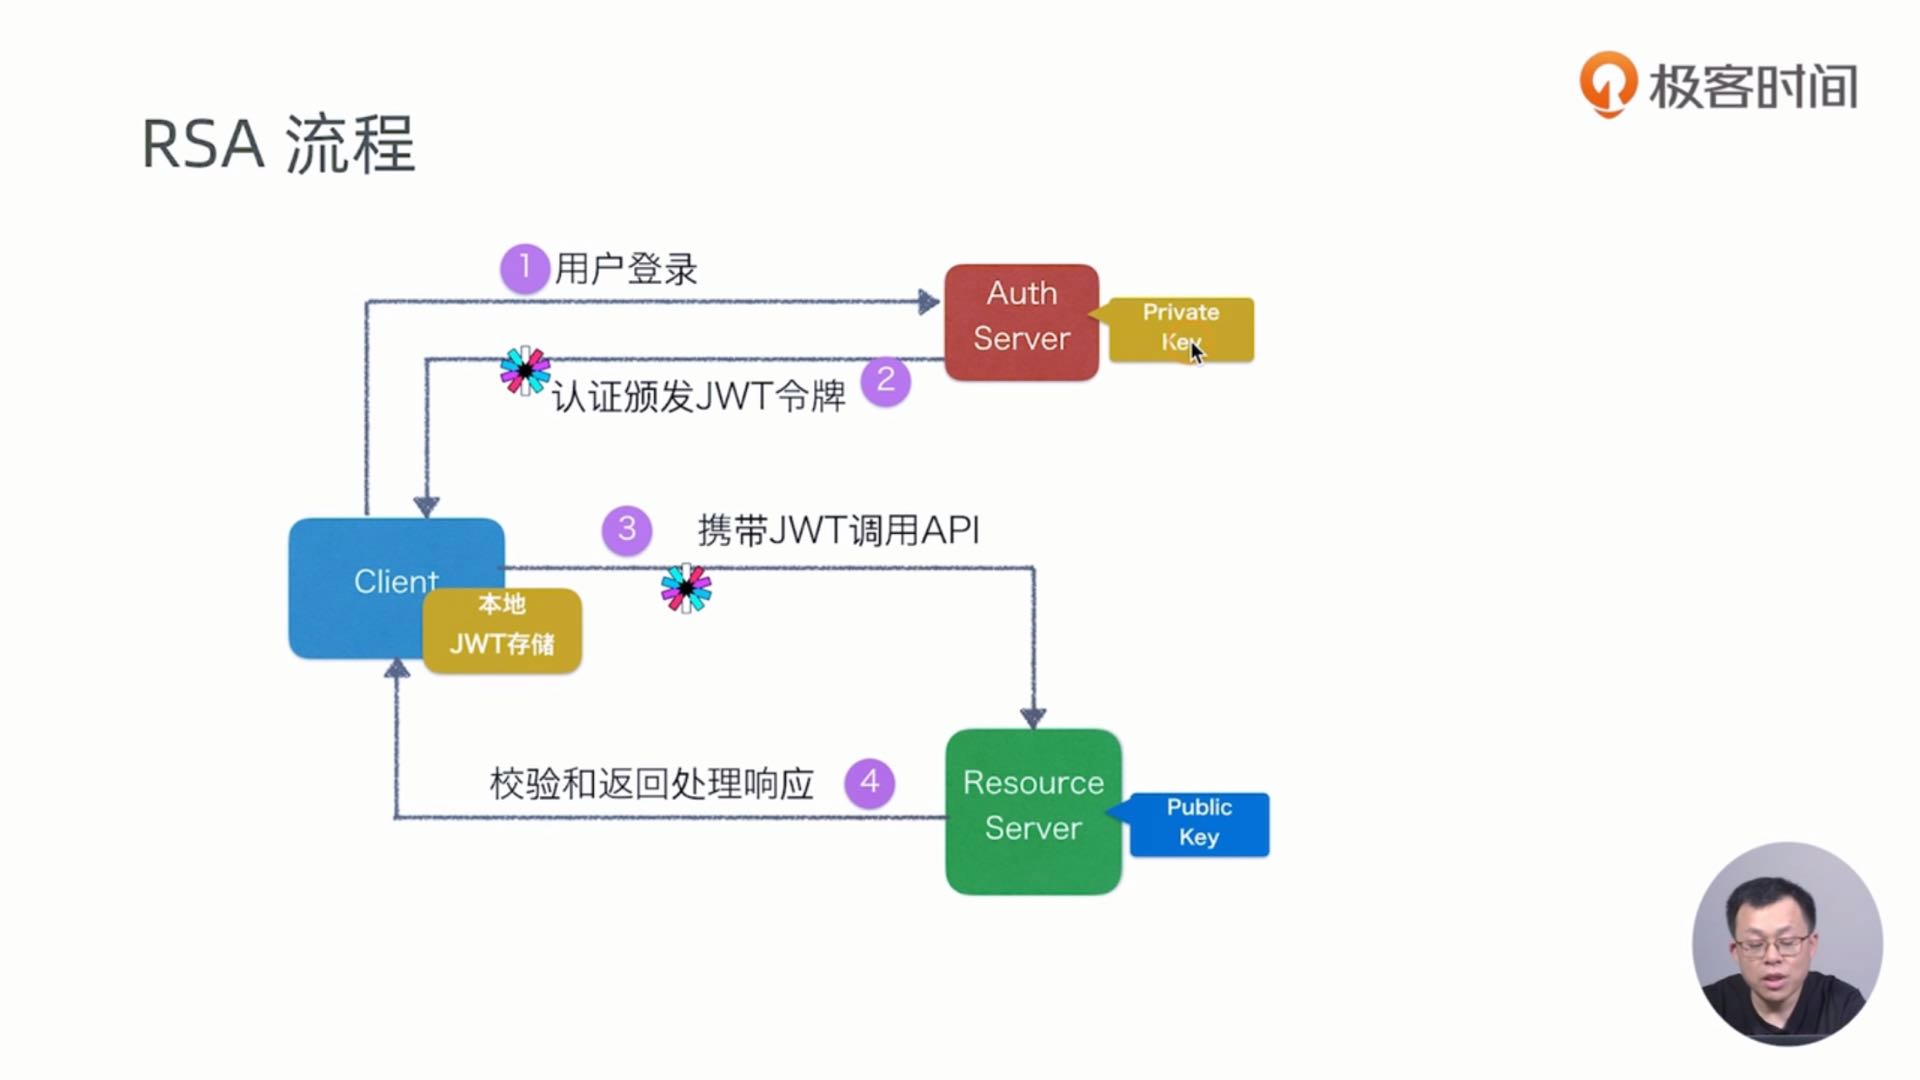 极客时间
RSA 流程
1 用户登录
Auth
Server
Private
Key
认证颁发JWT令牌 2
3 携带JWT调用API
Client
本地
JWT存储
校验和返回处理响应 4
Resource
Server
Public
Key